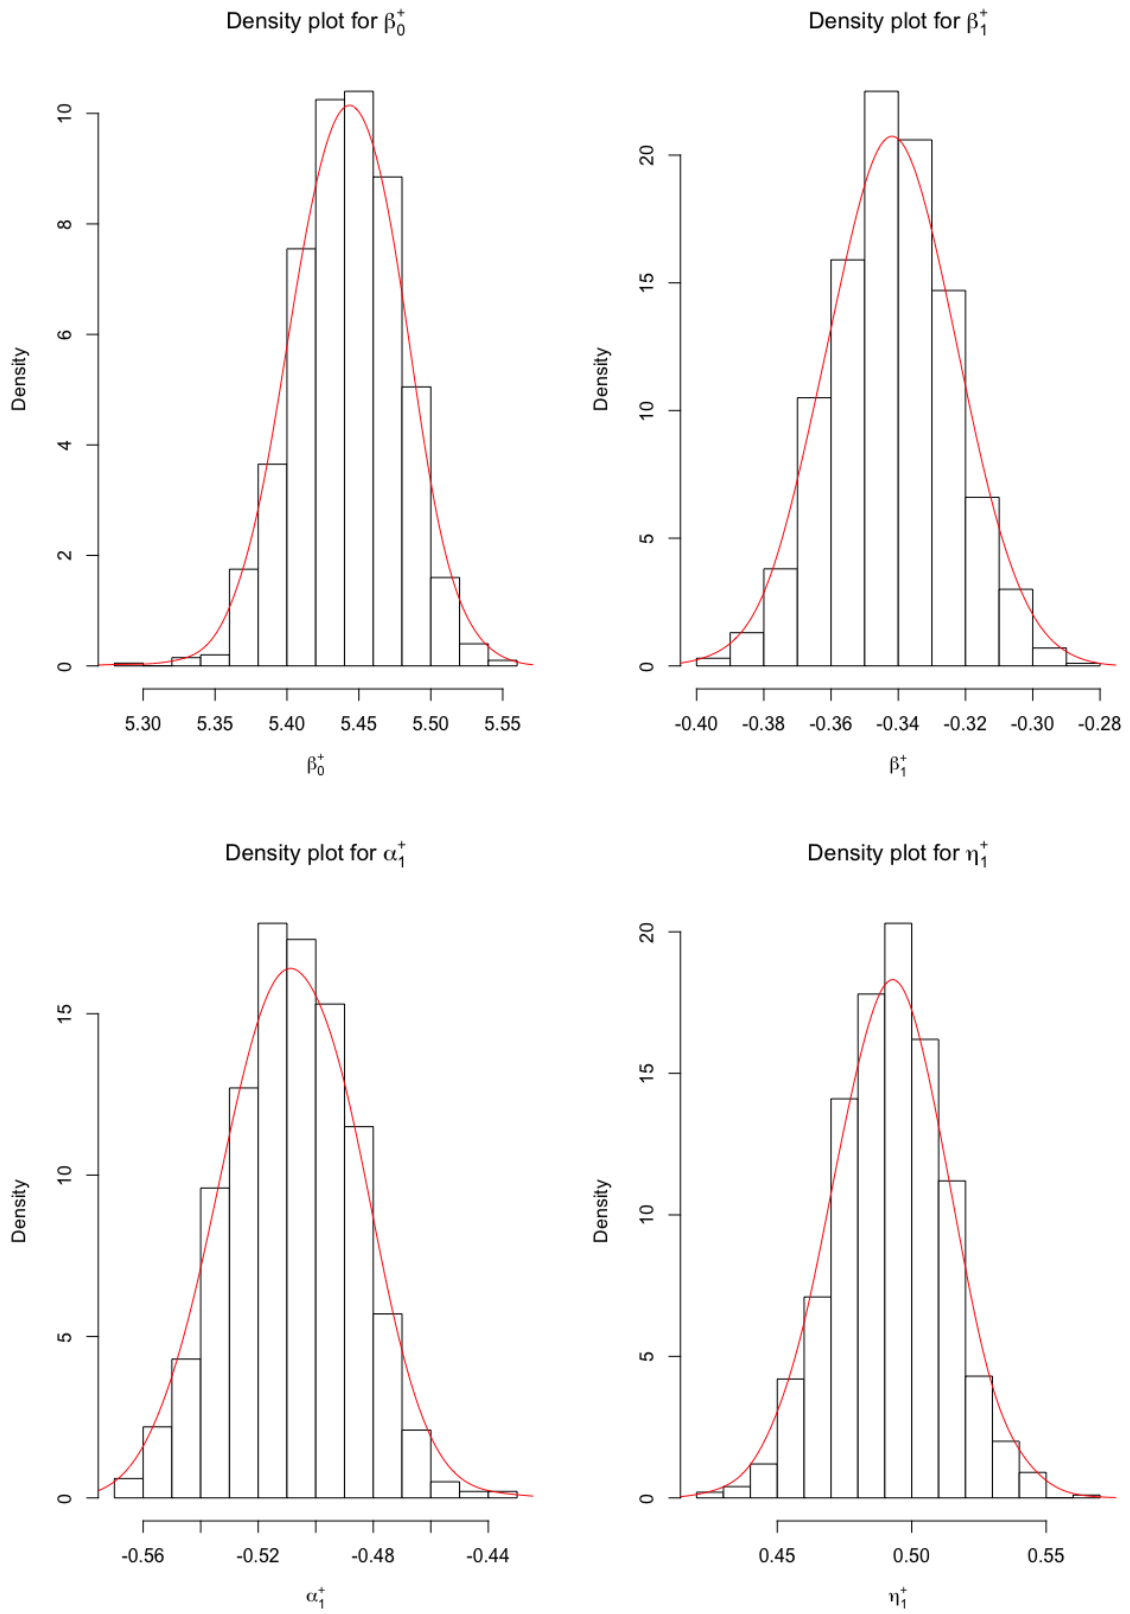 Density plot for β₀⁺
Density
10
8
6
4
2
0
5.30 5.35 5.40 5.45 5.50 5.55
β₀⁺
Density plot for β₁⁺
Density
20
15
10
5
0
-0.40 -0.38 -0.36 -0.34 -0.32 -0.30 -0.28
β₁⁺
Density plot for α₁⁺
Density
15
10
5
0
-0.56 -0.52 -0.48 -0.44
α₁⁺
Density plot for η₁⁺
Density
20
15
10
5
0
0.45 0.50 0.55
η₁⁺